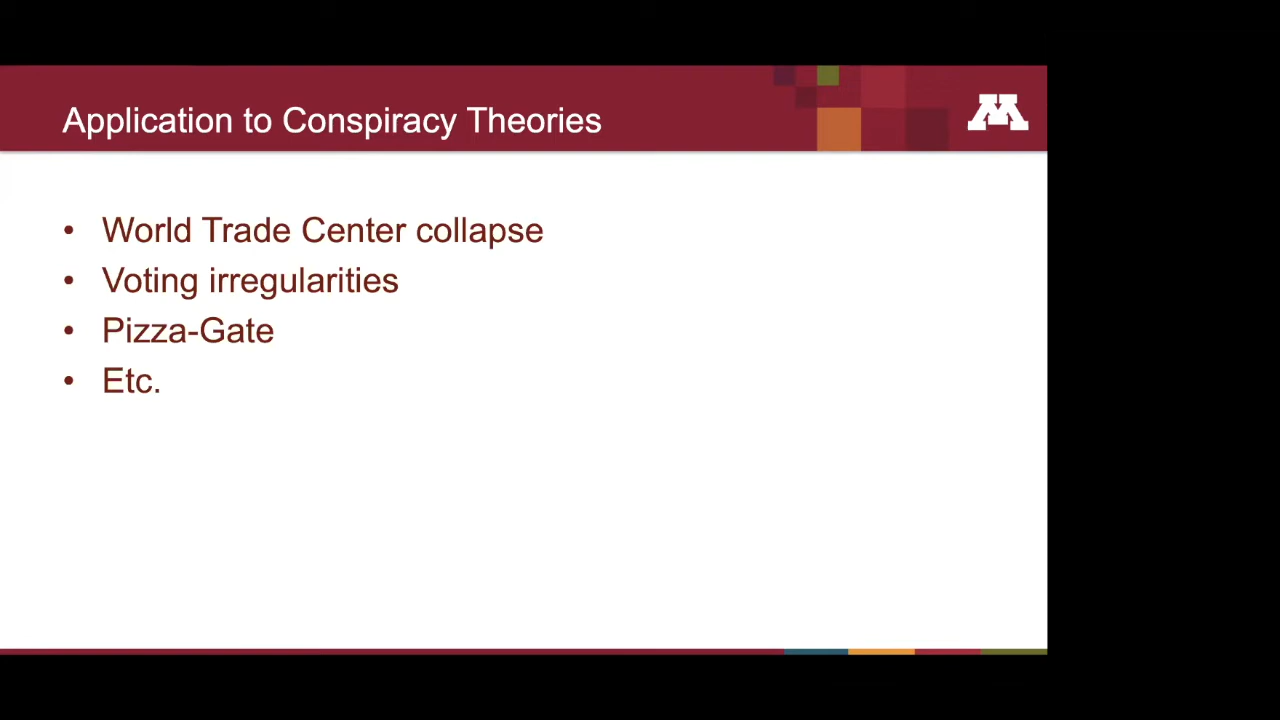 Application to Conspiracy Theories
• World Trade Center collapse
• Voting irregularities
• Pizza-Gate
• Etc.